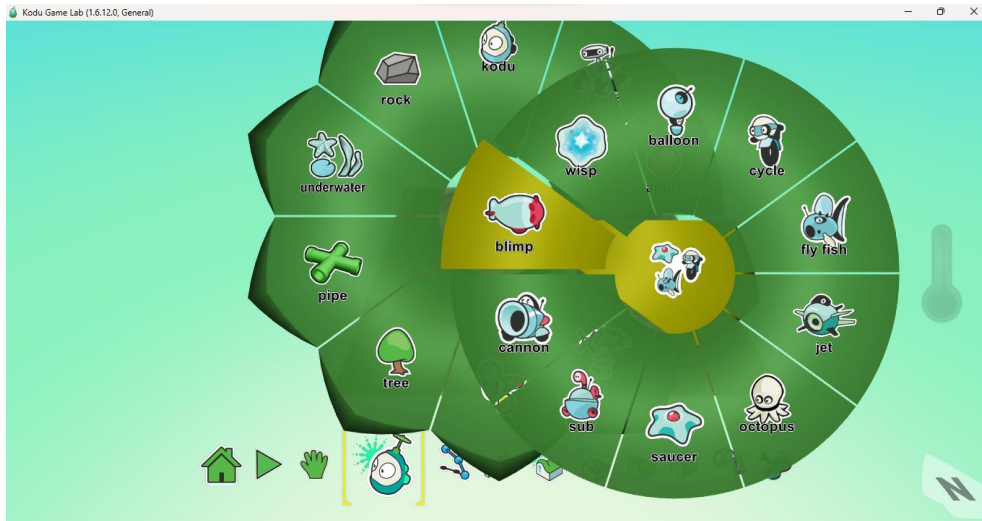 Kodu Game Lab (1.6.12.0, General)
kodu
rock
balloon
wisp
cycle
apple
underwater
blimp
fly fish
pipe
cannon
jet
tree
sub
octopus
saucer
N